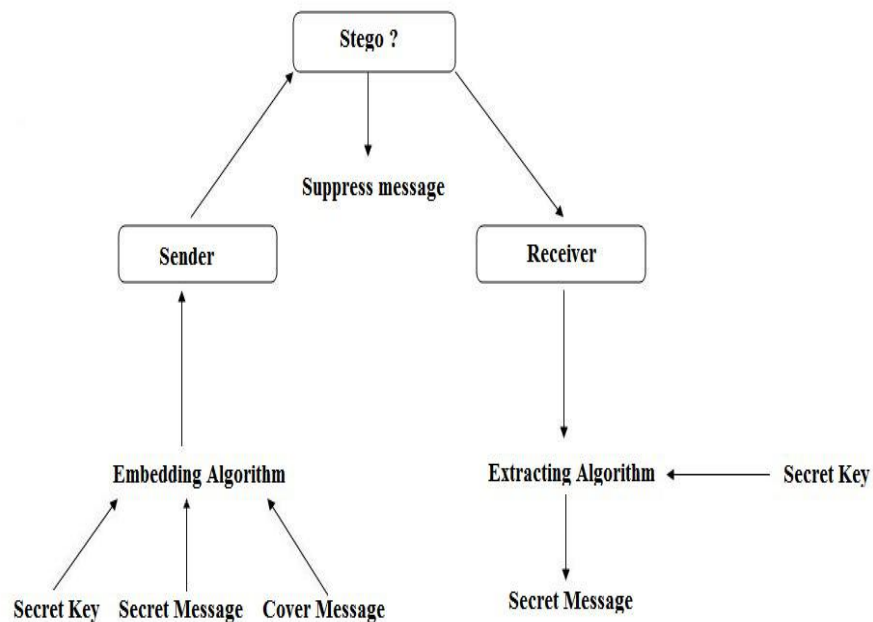 Stego ?
Suppress message
Sender
Receiver
Embedding Algorithm
Extracting Algorithm
Secret Key
Secret Key
Secret Message
Cover Message
Secret Message